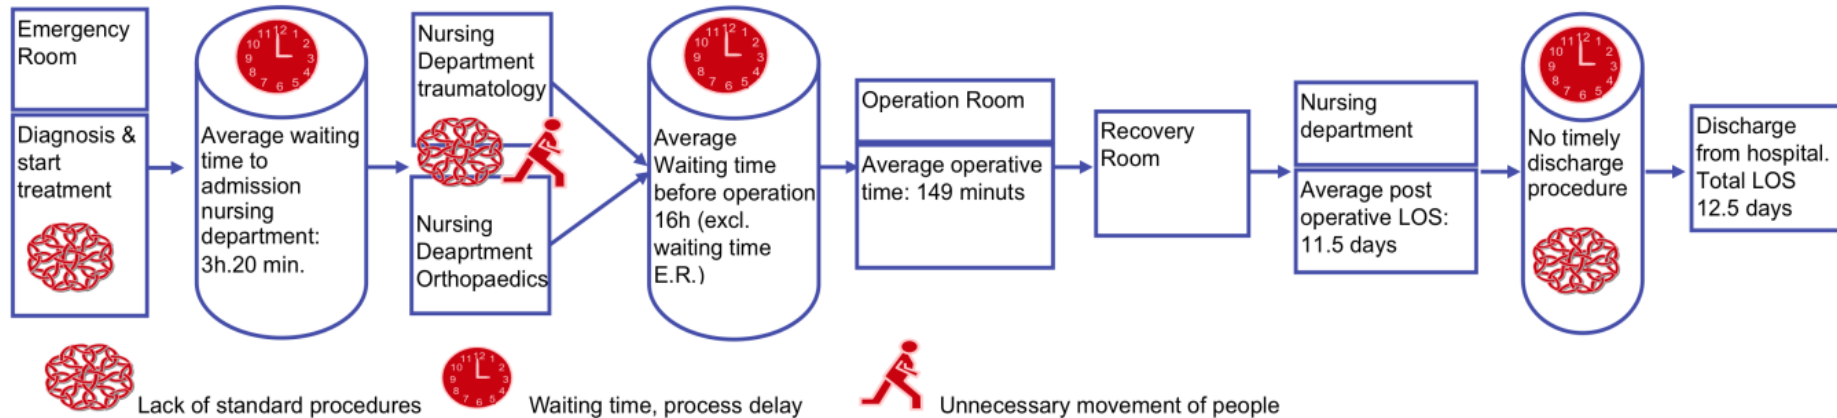 Emergency
Room
Diagnosis &
start
treatment
Average waiting
time to
admission
nursing
department:
3h.20 min.
Nursing
Department
traumatology
Nursing
Deaprtment
Orthopaedics
Average
Waiting time
before operation
16h (excl.
waiting time
E.R.)
Operation Room
Average operative
time: 149 minuts
Recovery
Room
Nursing
department
Average post
operative LOS:
11.5 days
No timely
discharge
procedure
Discharge
from hospital.
Total LOS
12.5 days
Lack of standard procedures
Waiting time, process delay
Unnecessary movement of people